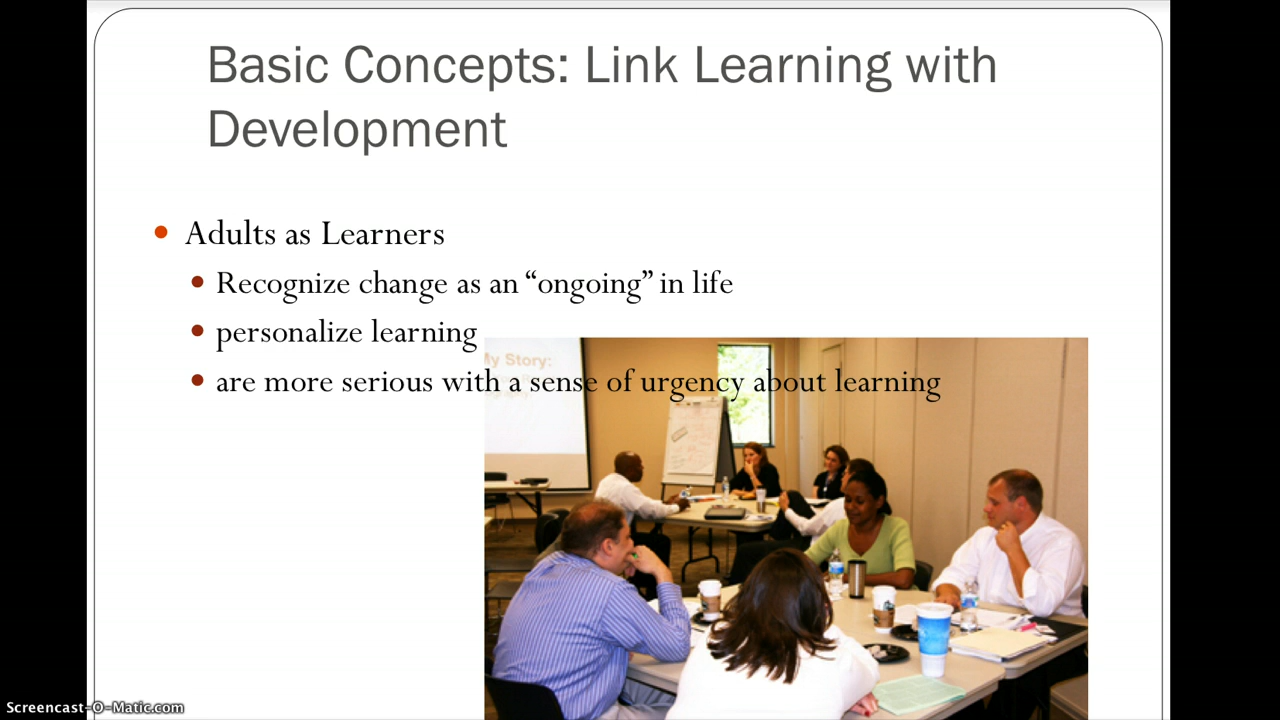 Basic Concepts: Link Learning with
Development
Adults as Learners
Recognize change as an “ongoing” in life
personalize learning
My Story:
are more serious with a sense of urgency about learning
Screencast-O-Matic.com